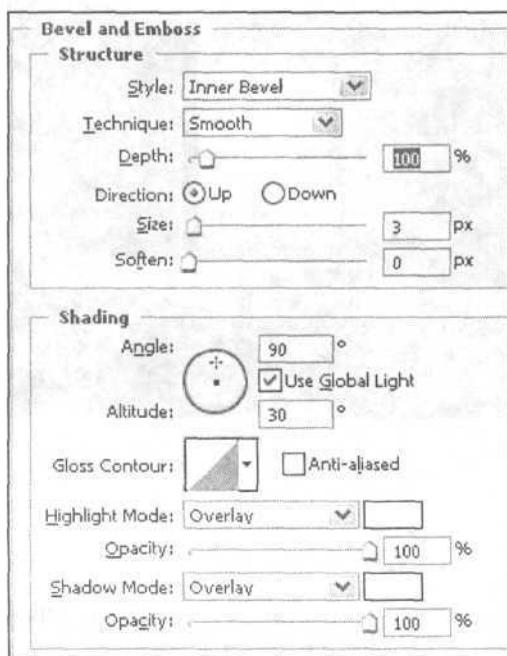 Bevel and Emboss
Structure
Style: Inner Bevel
Technique: Smooth
Depth: 100 %
Direction: Up Down
Size: 3 px
Soften: 0 px
Shading
Angle: 90 °
Use Global Light
Altitude: 30 °
Gloss Contour: Anti-aliased
Highlight Mode: Overlay
Opacity: 100 %
Shadow Mode: Overlay
Opacity: 100 %